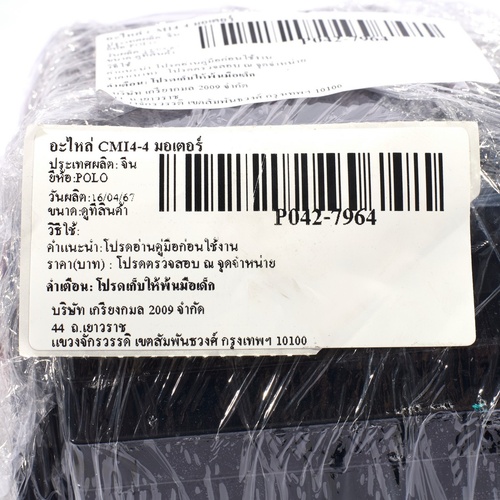 P042-7964
อะไหล่ CMI4-4 มอเตอร์
ประเทศผลิต: จีน
ยี่ห้อ: POLO
วันผลิต: 16/04/67
ขนาด: ดูที่สินค้า
P042-7964
วิธีใช้:
คำแนะนำ: โปรดอ่านคู่มือก่อนใช้งาน
ราคา(บาท) : โปรดตรวจสอบ ณ จุดจำหน่าย
คำเตือน: โปรดเก็บให้พ้นมือเด็ก
บริษัท เกรียงกมล 2009 จำกัด
44 ถ.เยาวราช
แขวงจักรวรรดิ เขตสัมพันธวงศ์ กรุงเทพฯ 10100